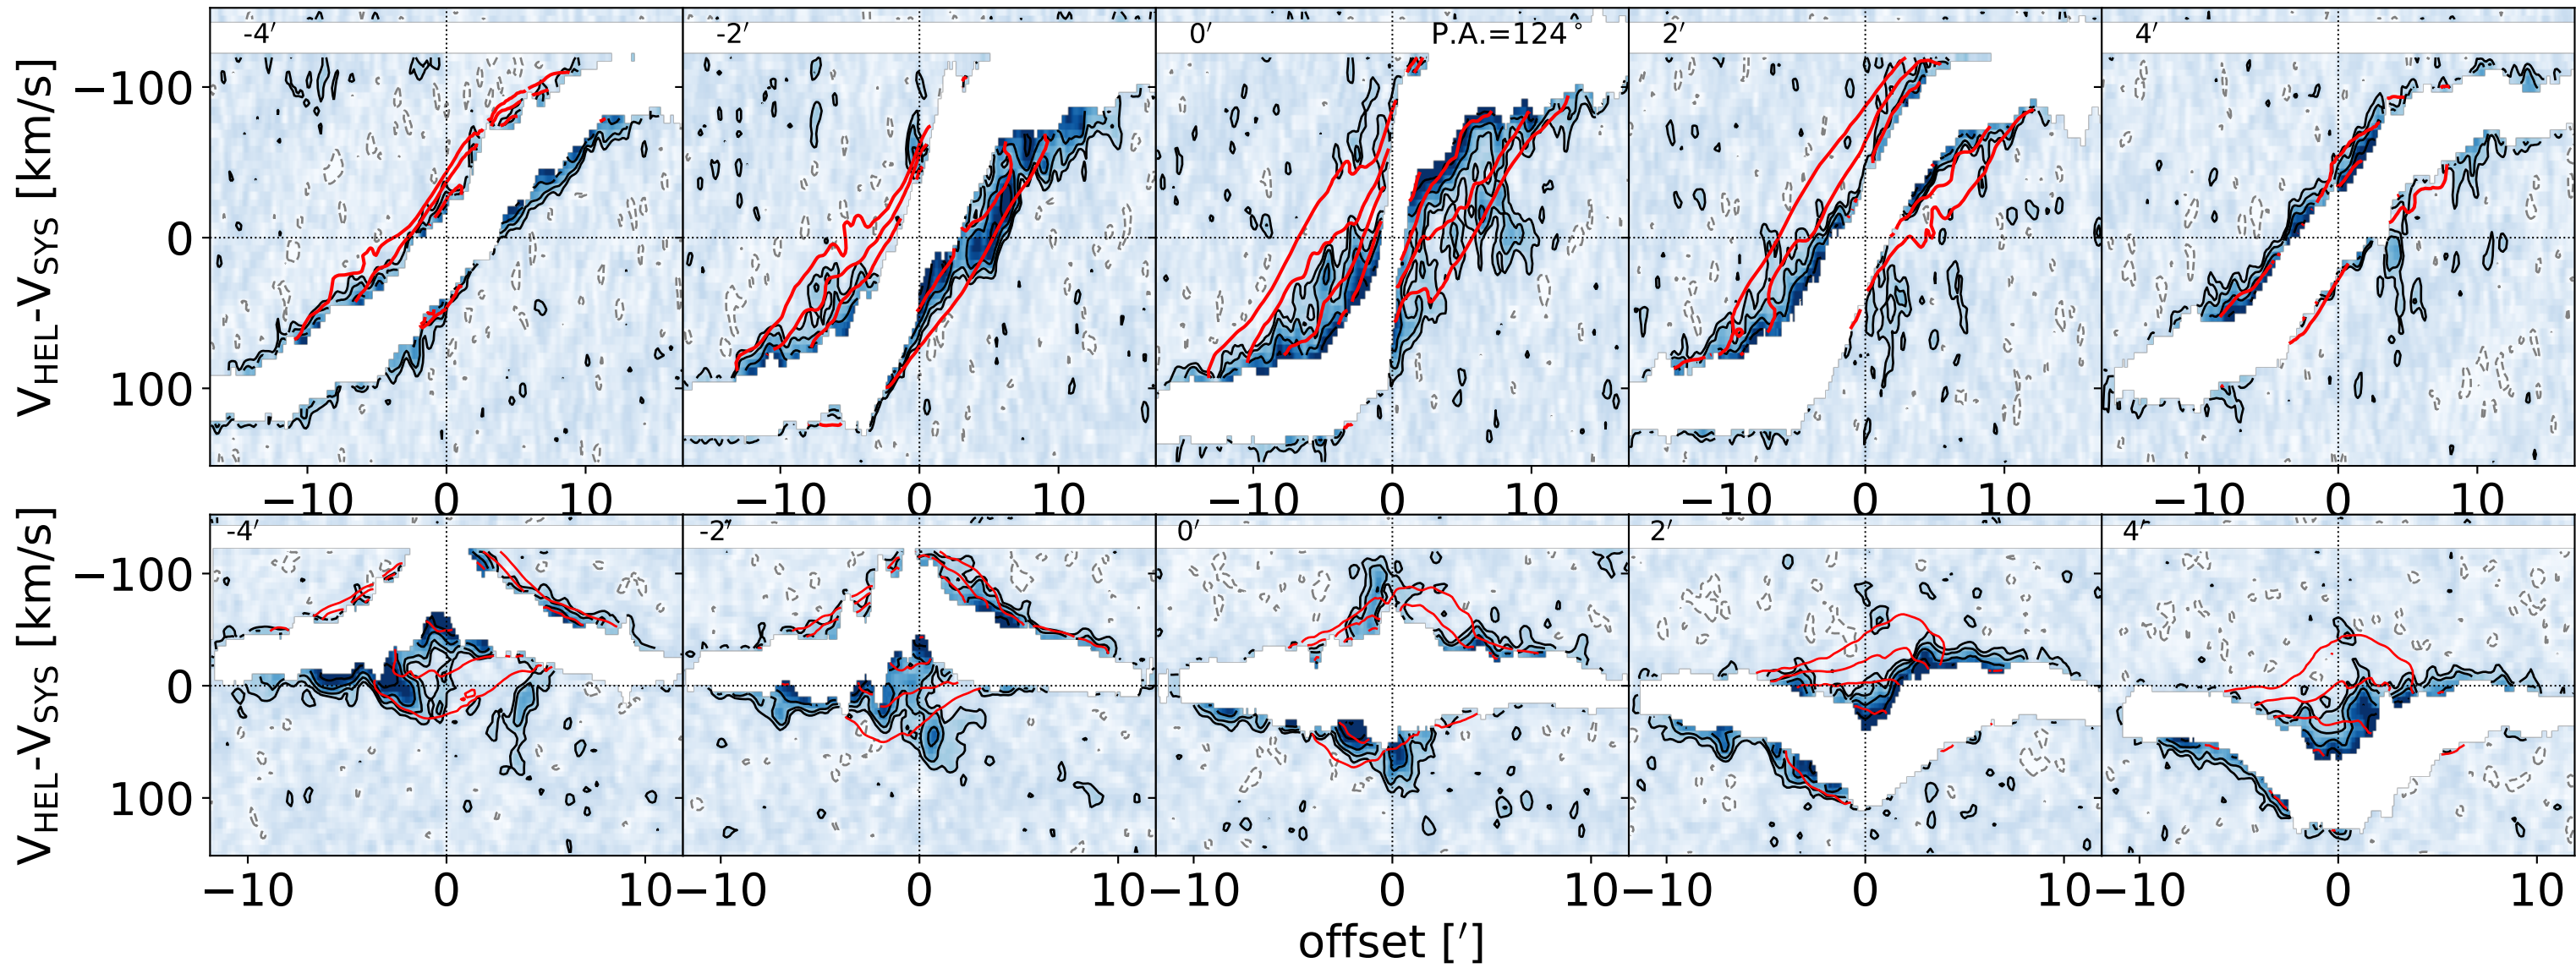 -4′ -2′ 0′ P.A.=124° 2′ 4′
V_HEL-V_SYS [km/s]
−100
0
100
−10 0 10 −10 0 10 −10 0 10 −10 0 10 −10 0 10
-4′ -2′ 0′ 2′ 4′
V_HEL-V_SYS [km/s]
−100
0
100
−10 0 10 −10 0 10 −10 0 10 −10 0 10 −10 0 10
offset [′]